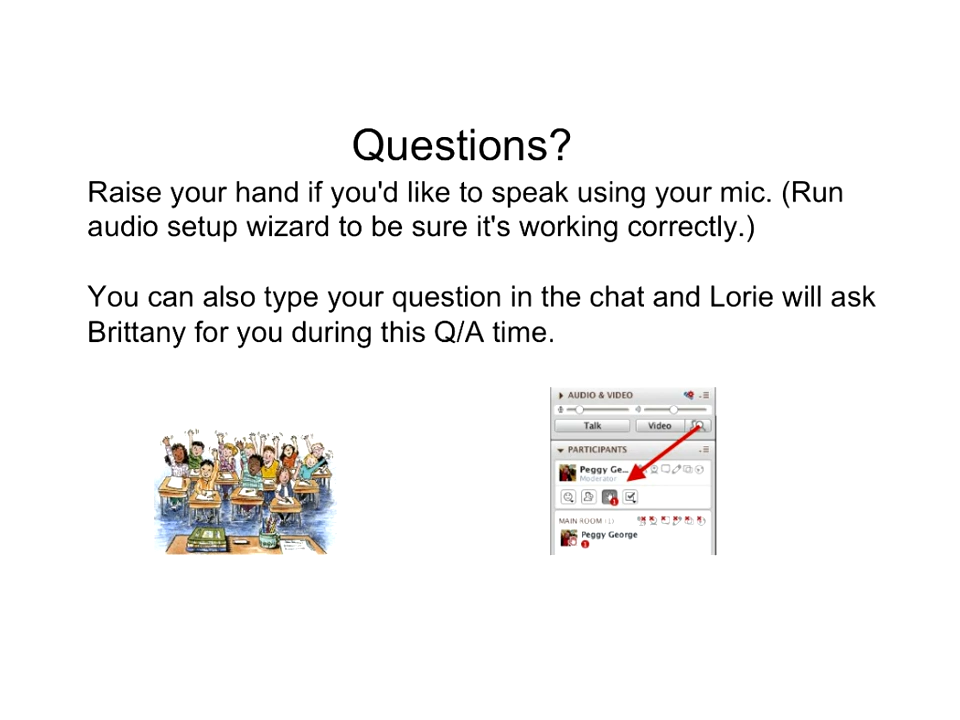 Questions?
Raise your hand if you'd like to speak using your mic. (Run
audio setup wizard to be sure it's working correctly.)
You can also type your question in the chat and Lorie will ask
Brittany for you during this Q/A time.
AUDIO & VIDEO
Talk Video
PARTICIPANTS
Peggy Ge...
Moderator
1
MAIN ROOM (1)
Peggy George
1